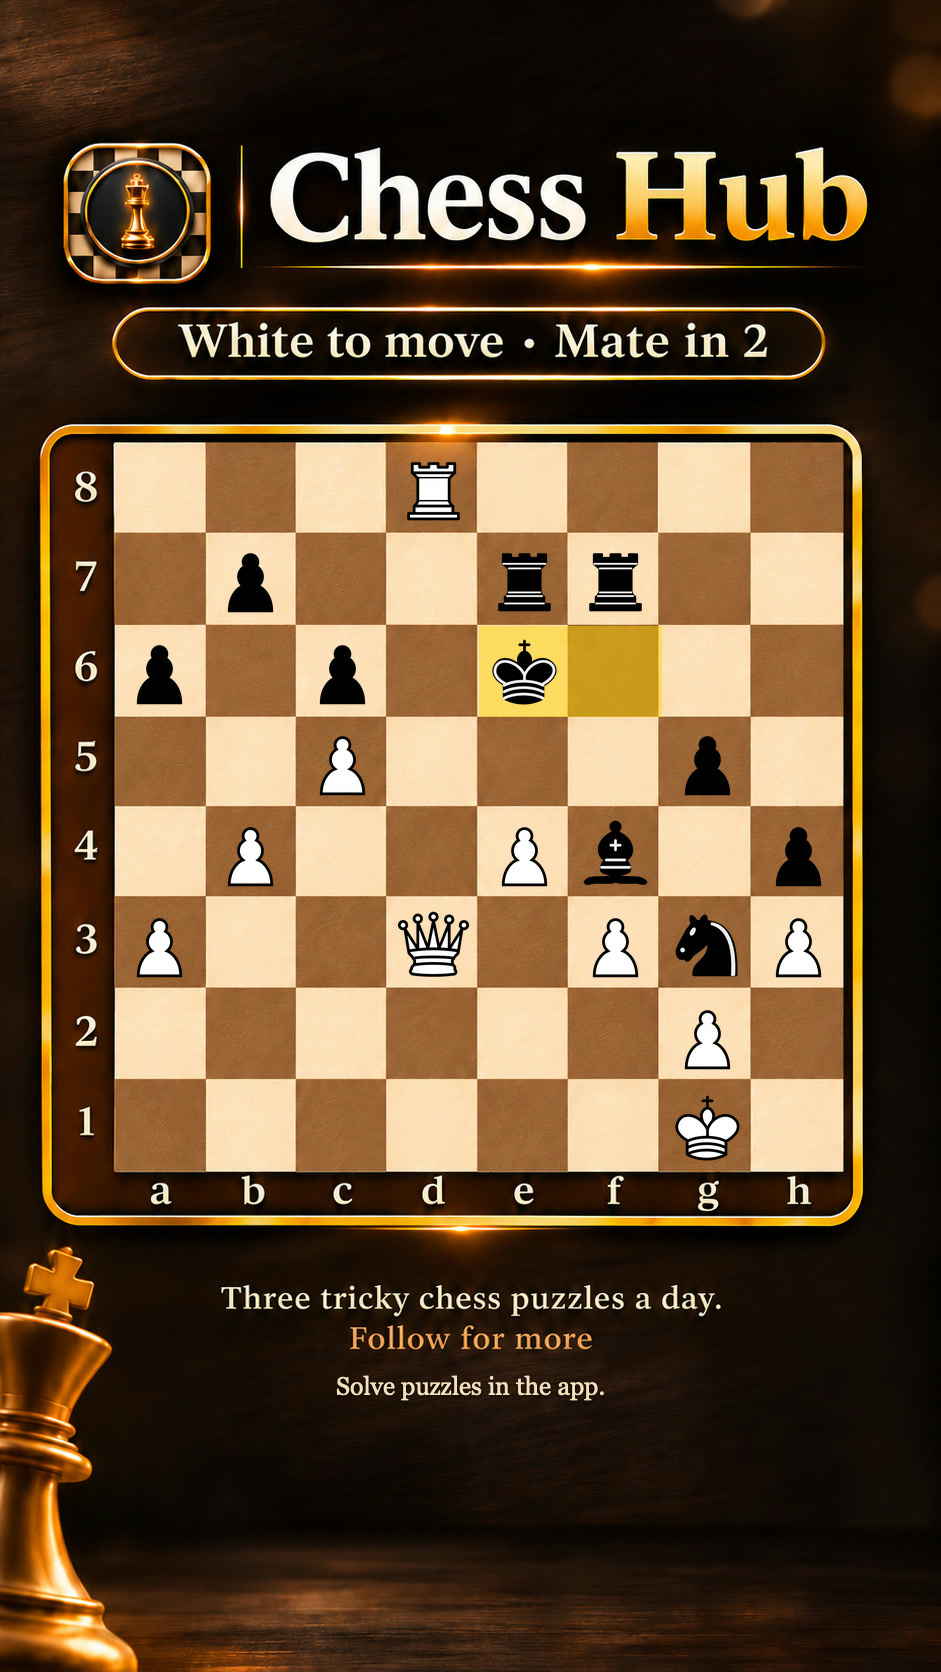 Chess Hub
White to move • Mate in 2
8
7
6
5
4
3
2
1
a b c d e f g h
Three tricky chess puzzles a day.
Follow for more
Solve puzzles in the app.